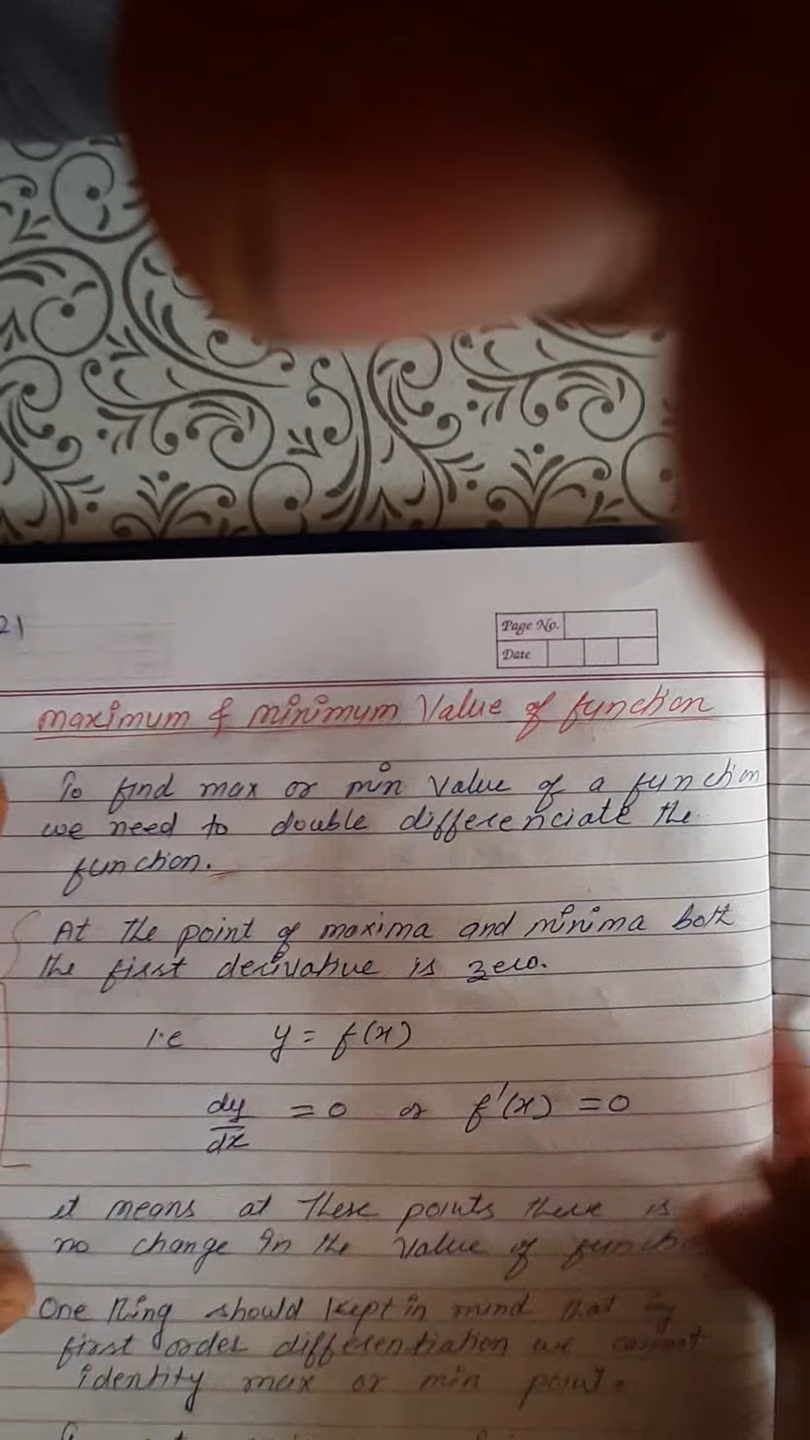 21
Page No.
Date
Maximum & Minimum Value of function
To find max or min Value of a function
we need to double differenciate the
function.
At the point of maxima and minima both
the first derivative is zero.
i.e y = f(x)
dy/dx = 0 or f'(x) = 0
it means at these points there is
no change in the value of
One thing should kept in mind that by
first order differentiation we cannot
identity max or min point.